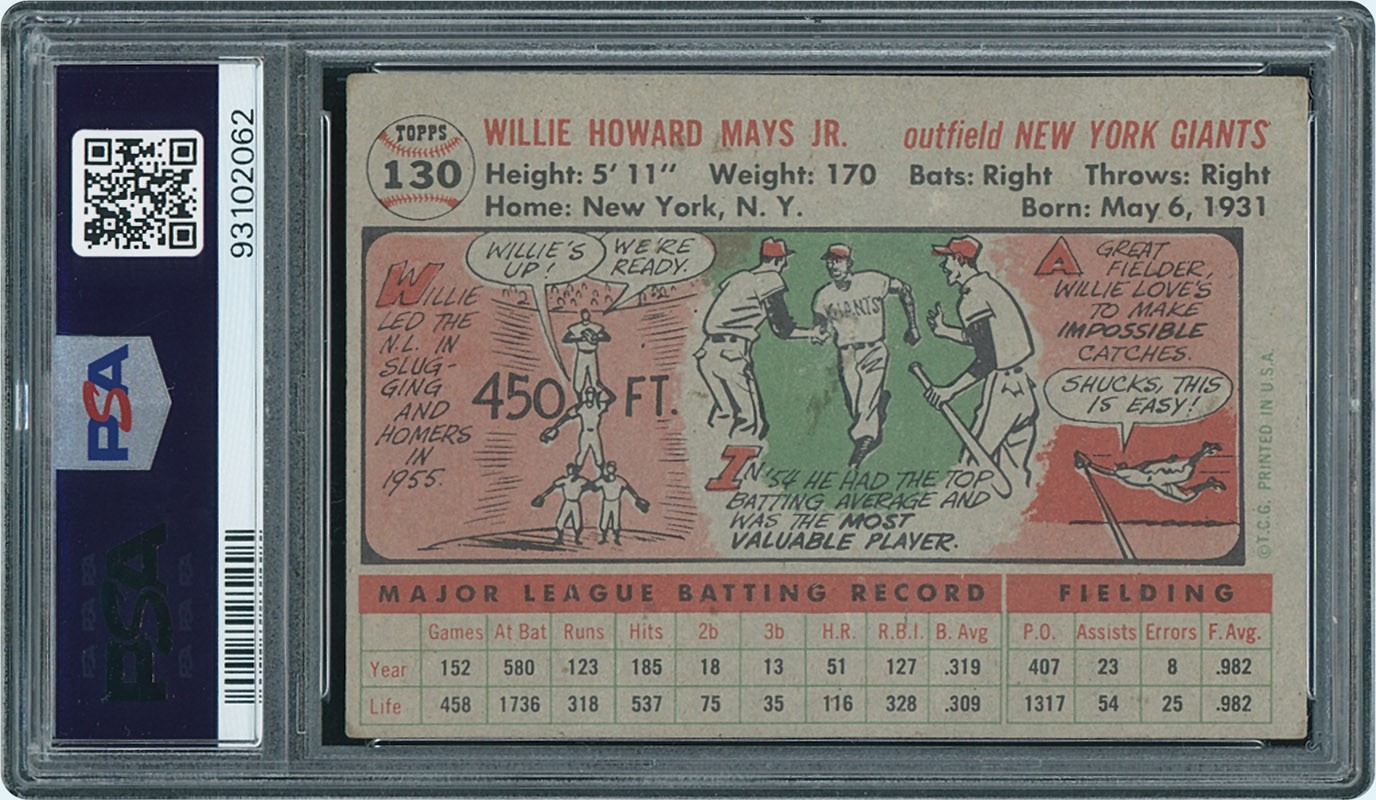 93102062
PSA
PSA
TOPPS
130
WILLIE HOWARD MAYS JR. outfield NEW YORK GIANTS
Height: 5' 11" Weight: 170 Bats: Right Throws: Right
Home: New York, N. Y. Born: May 6, 1931
WILLIE
LED THE
N.L. IN
SLUG-
GING
AND
HOMERS
IN
1955.
WILLIE'S
UP!
WE'RE
READY.
450 FT.
GIANTS
IN '54 HE HAD THE TOP
BATTING AVERAGE AND
WAS THE MOST
VALUABLE PLAYER.
A GREAT
FIELDER,
WILLIE LOVE'S
TO MAKE
IMPOSSIBLE
CATCHES.
SHUCKS, THIS
IS EASY!
©T.C.G. PRINTED IN U.S.A.
MAJOR LEAGUE BATTING RECORD FIELDING
Games At Bat Runs Hits 2b 3b H.R. R.B.I. B. Avg P.O. Assists Errors F. Avg.
Year 152 580 123 185 18 13 51 127 .319 407 23 8 .982
Life 458 1736 318 537 75 35 116 328 .309 1317 54 25 .982